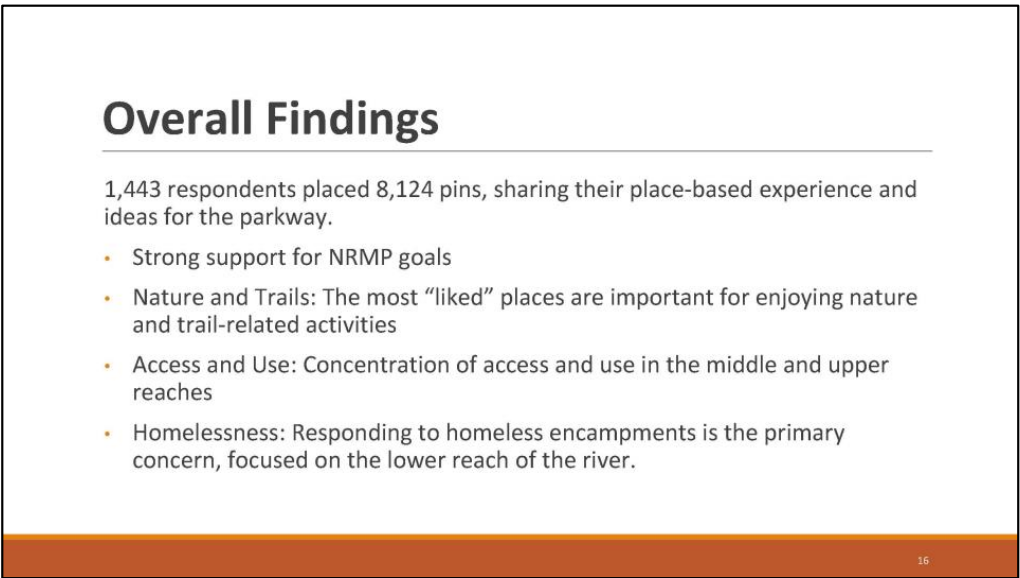 Overall Findings
1,443 respondents placed 8,124 pins, sharing their place-based experience and
ideas for the parkway.
• Strong support for NRMP goals
• Nature and Trails: The most “liked” places are important for enjoying nature
and trail-related activities
• Access and Use: Concentration of access and use in the middle and upper
reaches
• Homelessness: Responding to homeless encampments is the primary
concern, focused on the lower reach of the river.
16